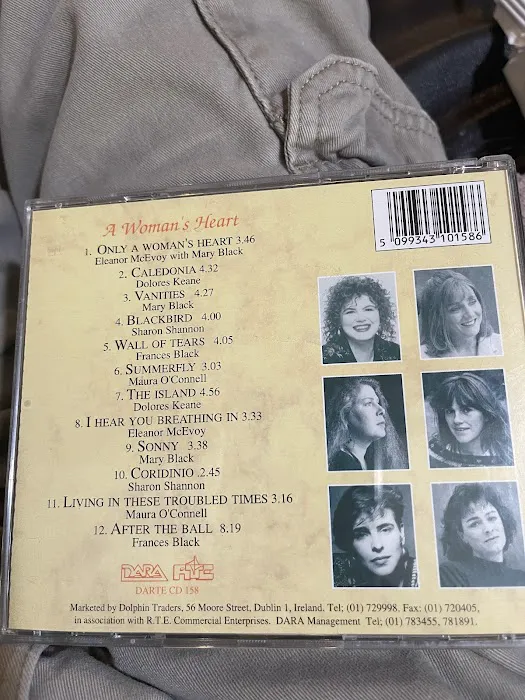 A Woman's Heart
5 099343 101586
1. ONLY A WOMAN'S HEART 3.46
Eleanor McEvoy with Mary Black
2. CALEDONIA 4.32
Dolores Keane
3. VANITIES 4.27
Mary Black
4. BLACKBIRD 4.00
Sharon Shannon
5. WALL OF TEARS 4.05
Frances Black
6. SUMMERFLY 3.03
Maura O'Connell
7. THE ISLAND 4.56
Dolores Keane
8. I HEAR YOU BREATHING IN 3.33
Eleanor McEvoy
9. SONNY 3.38
Mary Black
10. CORIDINIO .2.45
Sharon Shannon
11. LIVING IN THESE TROUBLED TIMES 3.16
Maura O'Connell
12. AFTER THE BALL 8.19
Frances Black
DARA RTE
DARTE CD 158
Marketed by Dolphin Traders, 56 Moore Street, Dublin 1, Ireland. Tel; (01) 729998. Fax: (01) 720405,
in association with R.T.E. Commercial Enterprises. DARA Management Tel; (01) 783455, 781891.